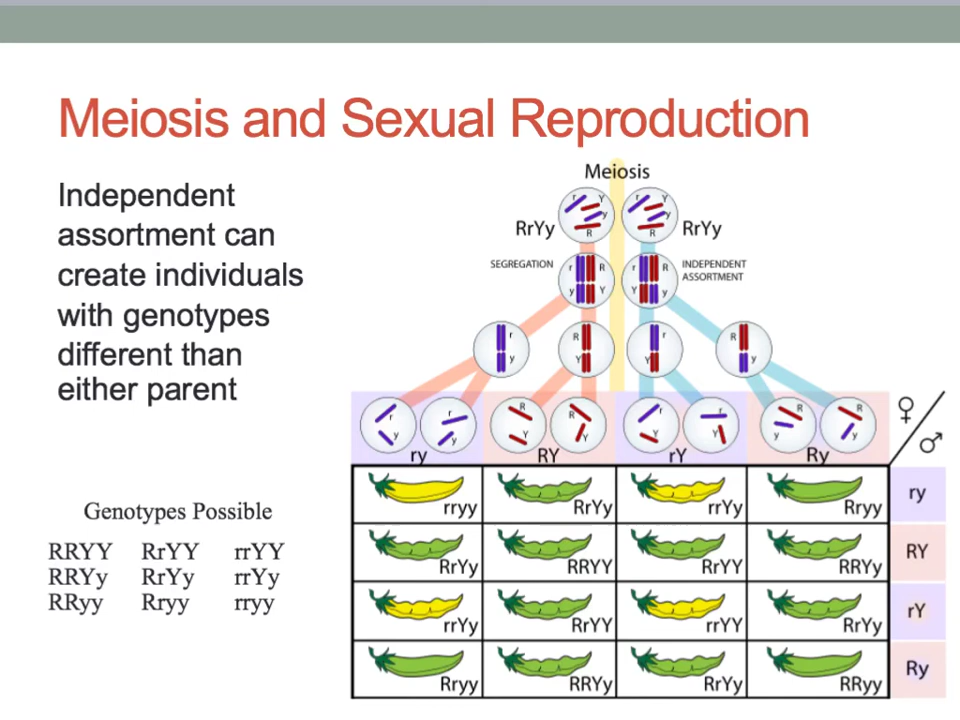 Meiosis and Sexual Reproduction
Independent
assortment can
create individuals
with genotypes
different than
either parent
Genotypes Possible
RRYY RrYY rrYY
RRYy RrYy rrYy
RRyy Rryy rryy
Meiosis
r Y y R
r Y y R
RrYy RrYy
SEGREGATION
INDEPENDENT
ASSORTMENT
r R y Y
r R Y y
r y
R Y
r Y
R y
r y r y R Y R Y r Y r Y R y R y
ry RY rY Ry
♀/♂
rryy RrYy rrYy Rryy ry
RrYy RRYY RrYY RRYy RY
rrYy RrYY rrYY RrYy rY
Rryy RRYy RrYy RRyy Ry